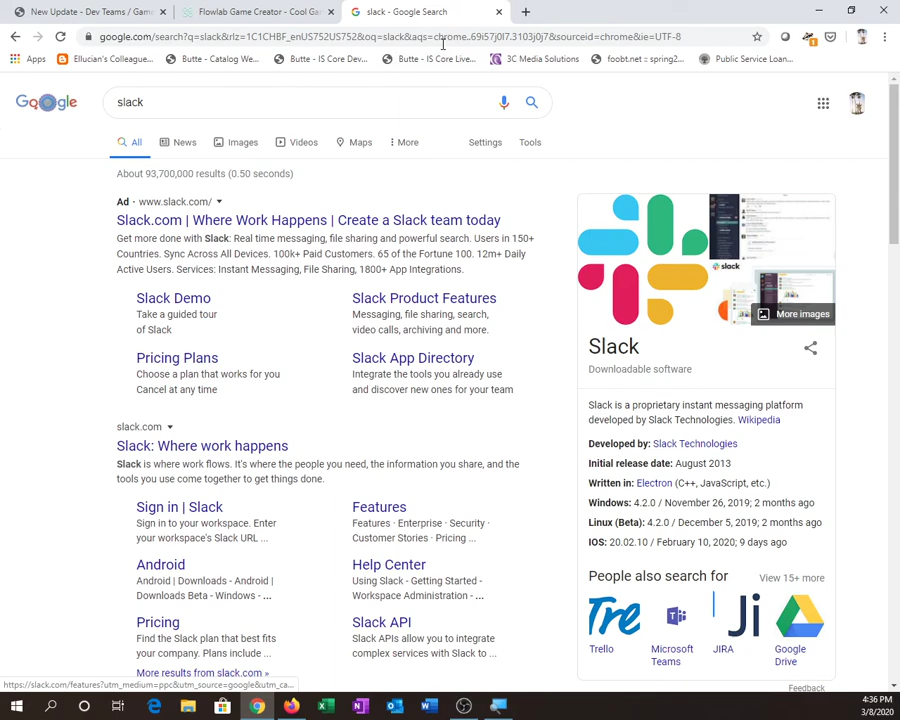 New Update - Dev Teams / Game
Flowlab Game Creator - Cool Ga
slack - Google Search
google.com/search?q=slack&rlz=1C1CHBF_enUS752US752&oq=slack&aqs=chrome..69i57j0l7.3103j0j7&sourceid=chrome&ie=UTF-8
Apps
Ellucian's Colleague...
Butte - Catalog We...
Butte - IS Core Dev...
Butte - IS Core Live...
3C Media Solutions
foobt.net :: spring2...
Public Service Loan...
Google
slack
All
News
Images
Videos
Maps
More
Settings
Tools
About 93,700,000 results (0.50 seconds)
Ad · www.slack.com/
Slack.com | Where Work Happens | Create a Slack team today
Get more done with Slack: Real time messaging, file sharing and powerful search. Users in 150+
Countries. Sync Across All Devices. 100k+ Paid Customers. 65 of the Fortune 100. 12m+ Daily
Active Users. Services: Instant Messaging, File Sharing, 1800+ App Integrations.
Slack Demo
Take a guided tour
of Slack
Slack Product Features
Messaging, file sharing, search,
video calls, archiving and more.
Pricing Plans
Choose a plan that works for you
Cancel at any time
Slack App Directory
Integrate the tools you already use
and discover new ones for your team
slack.com
Slack: Where work happens
Slack is where work flows. It's where the people you need, the information you share, and the
tools you use come together to get things done.
Sign in | Slack
Enter your workspace. Enter
your workspace's Slack URL ...
Features
Features · Enterprise · Security ·
Customer Stories · Pricing ...
Android
Android | Downloads - Android |
Downloads Beta - Windows - ...
Help Center
Using Slack - Getting Started -
Workspace Administration - ...
Pricing
Find the Slack plan that best fits
your company. Plans include ...
Slack API
Slack APIs allow you to integrate
complex services with Slack to ...
More results from slack.com »
slack
More images
Slack
Downloadable software
Slack is a proprietary instant messaging platform
developed by Slack Technologies. Wikipedia
Developed by: Slack Technologies
Initial release date: August 2013
Written in: Electron (C++, JavaScript, etc.)
Windows: 4.2.0 / November 26, 2019; 2 months ago
Linux (Beta): 4.2.0 / December 5, 2019; 2 months ago
IOS: 20.02.10 / February 10, 2020; 9 days ago
People also search for
View 15+ more
Tre
Ji
Trello
Microsoft
Teams
JIRA
Google
Drive
Feedback
https://slack.com/features?utm_medium=ppc&utm_source=google&utm_ca...
4:36 PM
3/8/2020